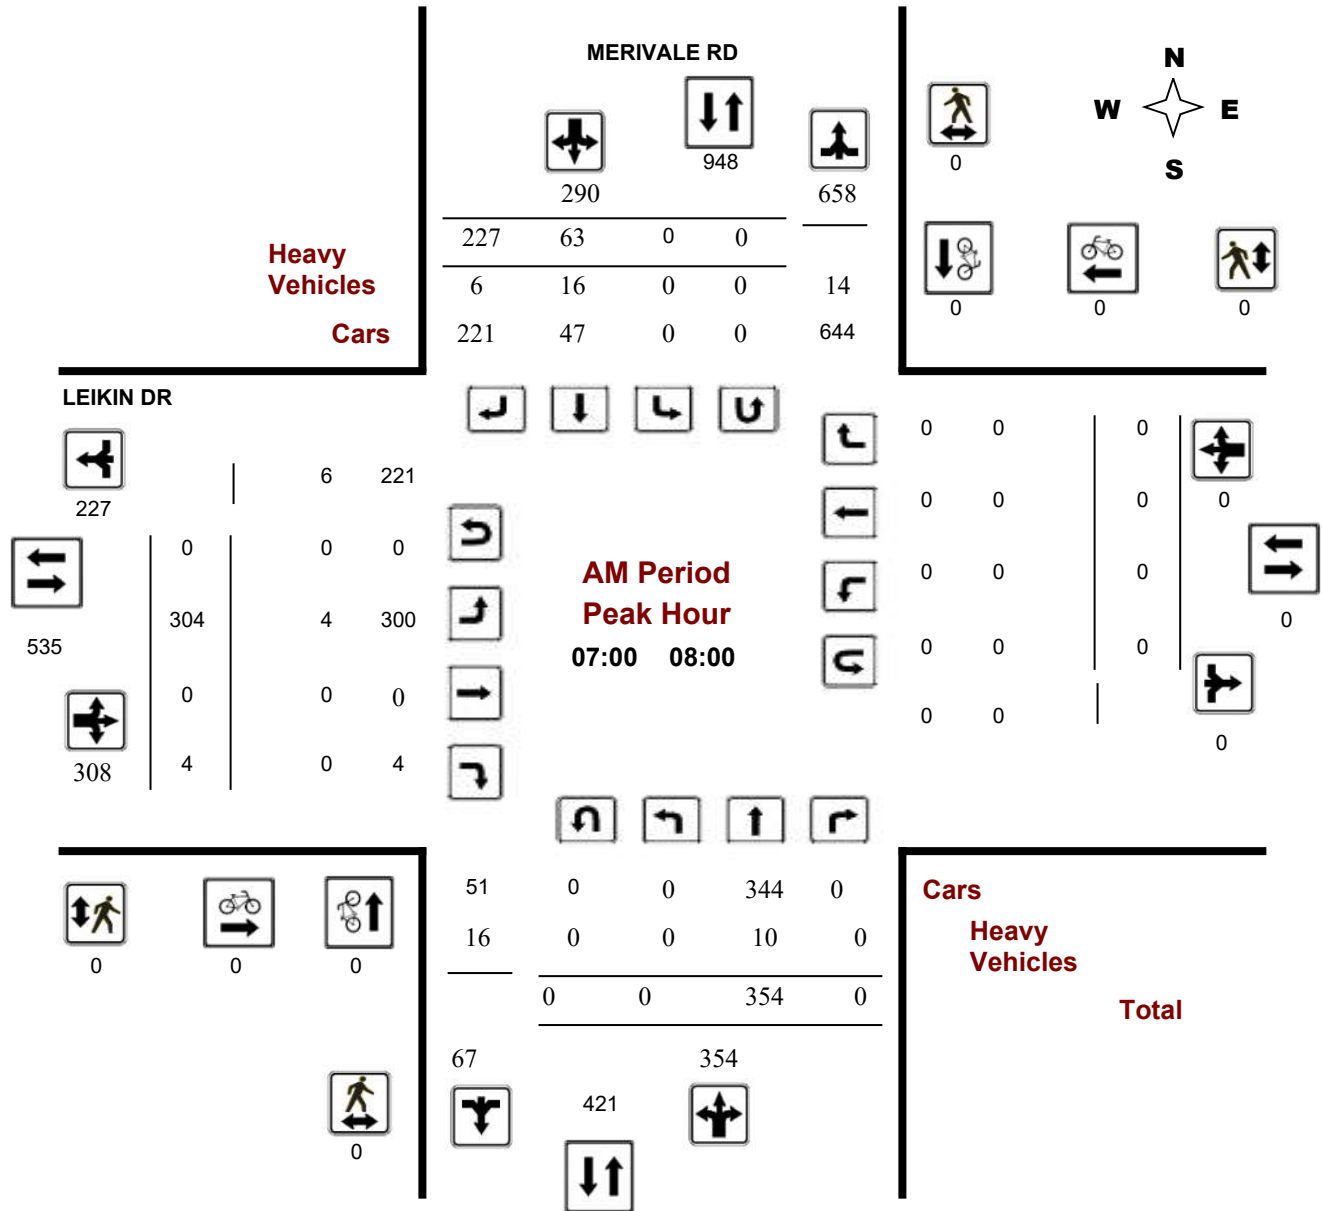 MERIVALE RD
N
W E
S
948
0
290 658
227 63 0 0
Heavy
Vehicles
6 16 0 0 14
0 0 0
Cars
221 47 0 0 644
LEIKIN DR
0 0 0
6 221
227
0 0 0 0
0 0 0
AM Period
0 0 0
Peak Hour
304 4 300
0
535
07:00 08:00
0 0 0
0 0 0
0 0
0
308
4 0 4
51 0 0 344 0
Cars
16 0 0 10 0
Heavy
Vehicles
0 0 0
0 0 354 0
Total
67 354
421
0